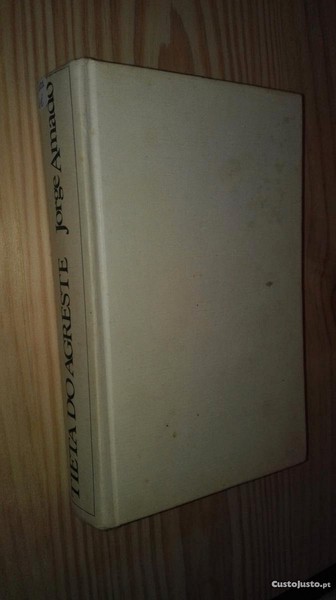 TIETA DO AGRESTE Jorge Amado
CustoJusto.pt